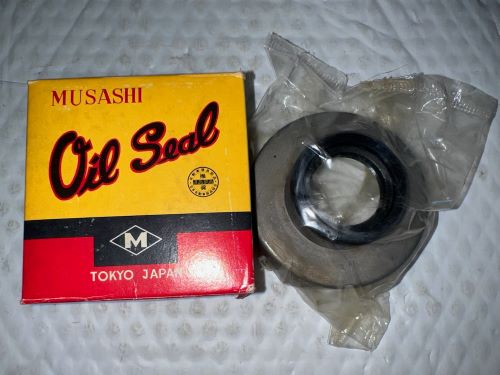 MUSASHI
Oil Seal
M
TOKYO JAPAN